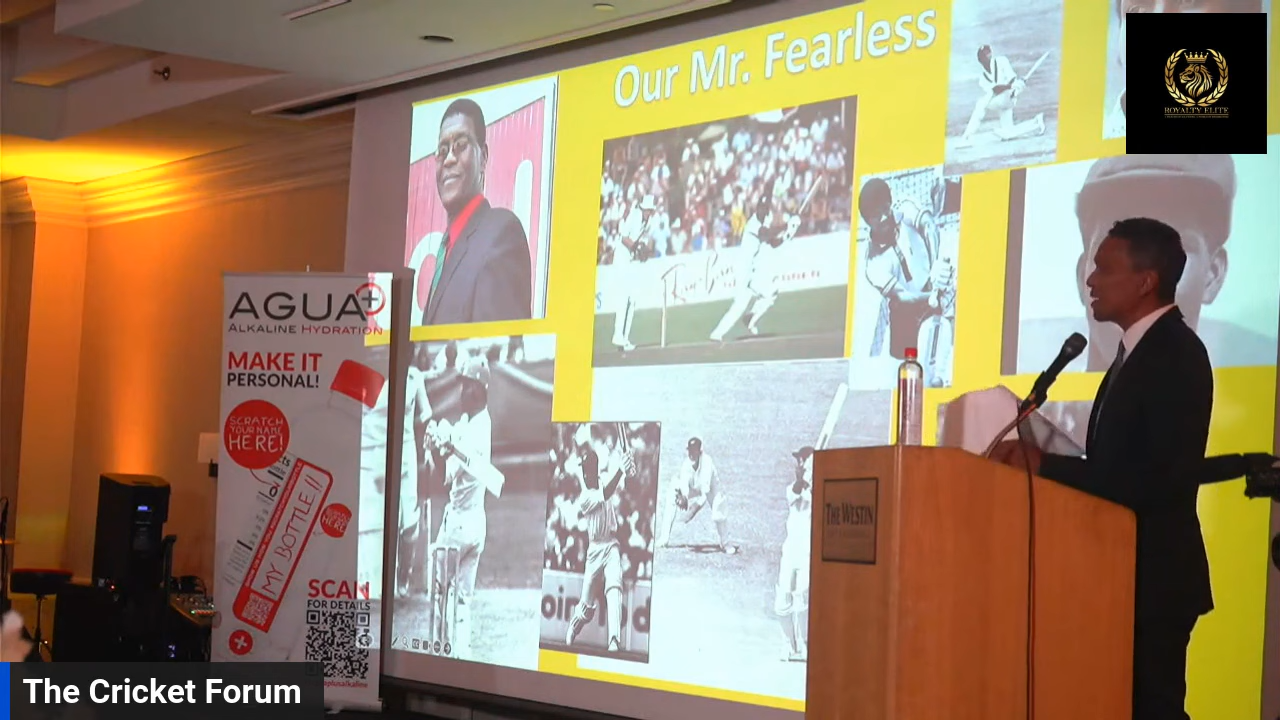 Our Mr. Fearless
ROYALTY ELITE
AGUA+
ALKALINE HYDRATION
MAKE IT
PERSONAL!
SCRATCH
YOUR NAME
HERE!
MY BOTTLE !!
SCAN
FOR DETAILS
THE WESTIN
The Cricket Forum